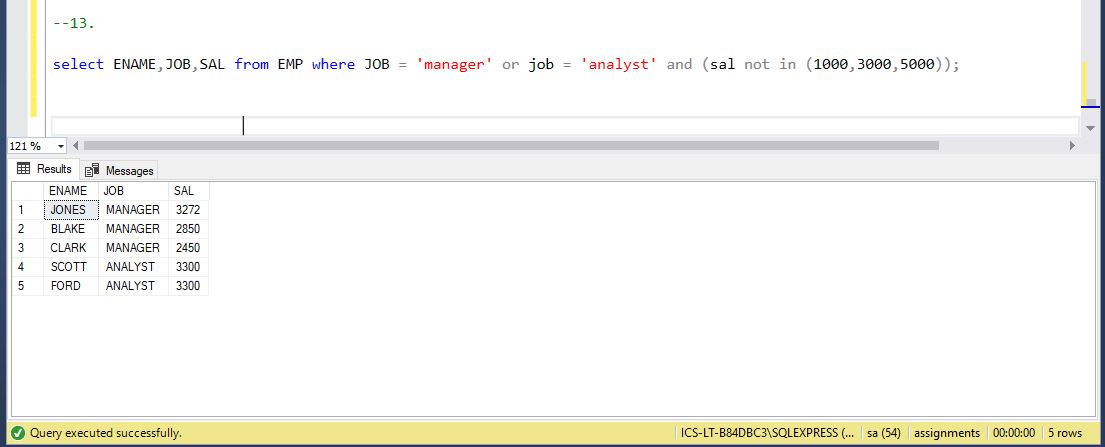 --13.
select ENAME,JOB,SAL from EMP where JOB = 'manager' or job = 'analyst' and (sal not in (1000,3000,5000));
121 %
Results Messages
ENAME JOB SAL
1 JONES MANAGER 3272
2 BLAKE MANAGER 2850
3 CLARK MANAGER 2450
4 SCOTT ANALYST 3300
5 FORD ANALYST 3300
Query executed successfully. ICS-LT-B84DBC3\SQLEXPRESS (... sa (54) assignments 00:00:00 5 rows